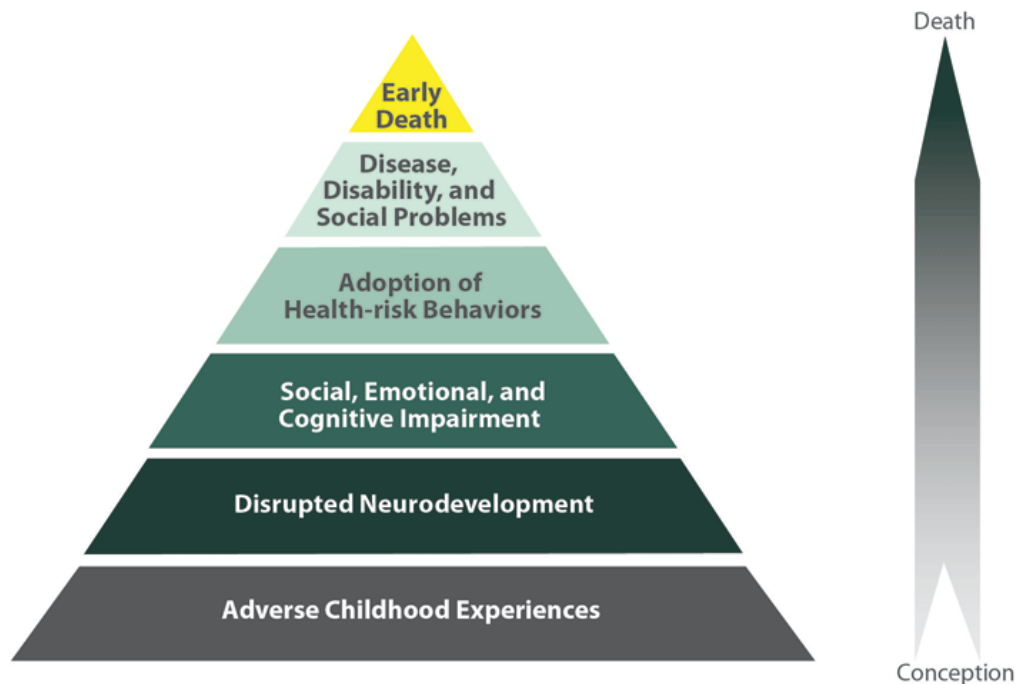 Death
Early
Death
Disease,
Disability, and
Social Problems
Adoption of
Health-risk Behaviors
Social, Emotional, and
Cognitive Impairment
Disrupted Neurodevelopment
Adverse Childhood Experiences
Conception